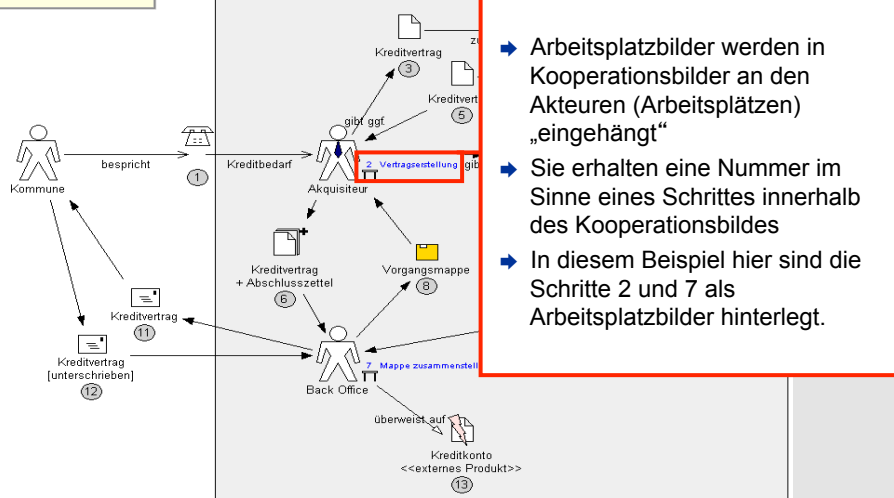 Arbeitsplatzbilder werden in
Kooperationsbilder an den
Akteuren (Arbeitsplätzen)
„eingehängt“
Sie erhalten eine Nummer im
Sinne eines Schrittes innerhalb
des Kooperationsbildes
In diesem Beispiel hier sind die
Schritte 2 und 7 als
Arbeitsplatzbilder hinterlegt.
Kreditvertrag
3
Kreditvert
5
gibt ggf.
Kommune
bespricht
1
Kreditbedarf
2 Vertragserstellung
gib
Akquisiteur
Kreditvertrag
+ Abschlusszettel
6
Vorgangsmappe
8
Kreditvertrag
11
Kreditvertrag
[unterschrieben]
12
7 Mappe zusammenstell
Back Office
überweist auf
Kreditkonto
<<externes Produkt>>
13